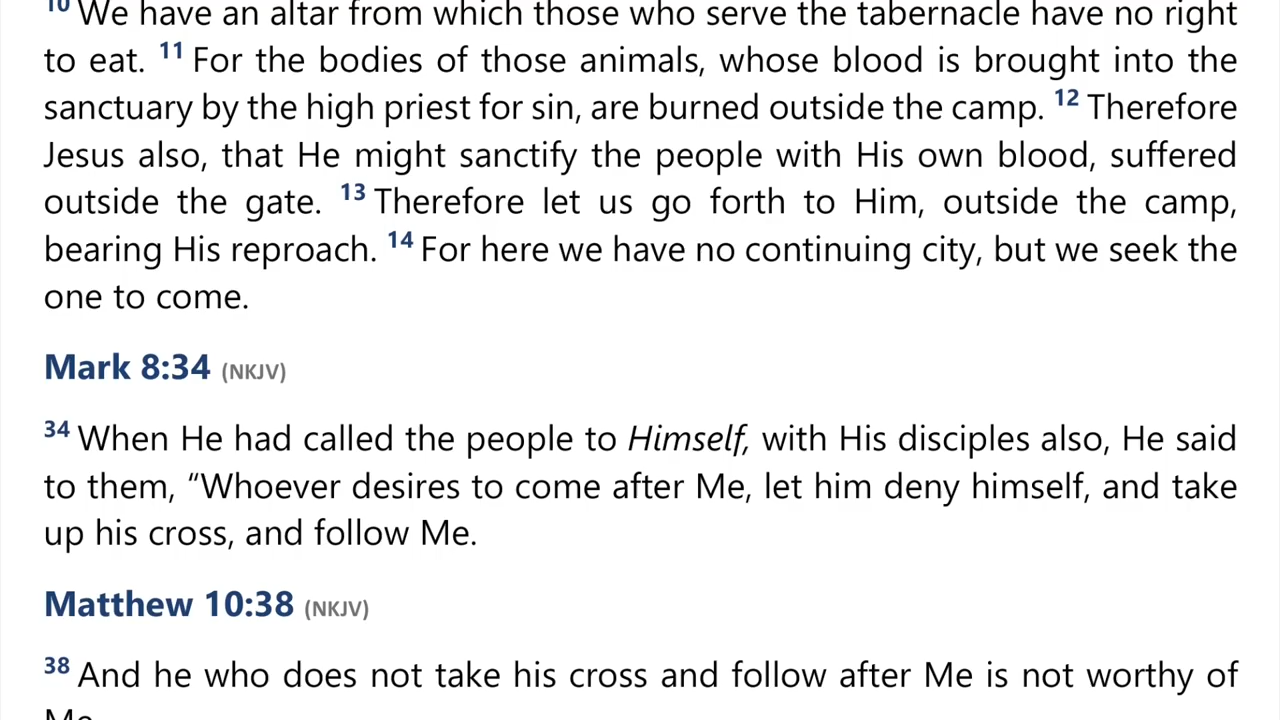 10 We have an altar from which those who serve the tabernacle have no right
to eat. 11 For the bodies of those animals, whose blood is brought into the
sanctuary by the high priest for sin, are burned outside the camp. 12 Therefore
Jesus also, that He might sanctify the people with His own blood, suffered
outside the gate. 13 Therefore let us go forth to Him, outside the camp,
bearing His reproach. 14 For here we have no continuing city, but we seek the
one to come.
Mark 8:34 (NKJV)
34 When He had called the people to Himself, with His disciples also, He said
to them, “Whoever desires to come after Me, let him deny himself, and take
up his cross, and follow Me.
Matthew 10:38 (NKJV)
38 And he who does not take his cross and follow after Me is not worthy of
Me.